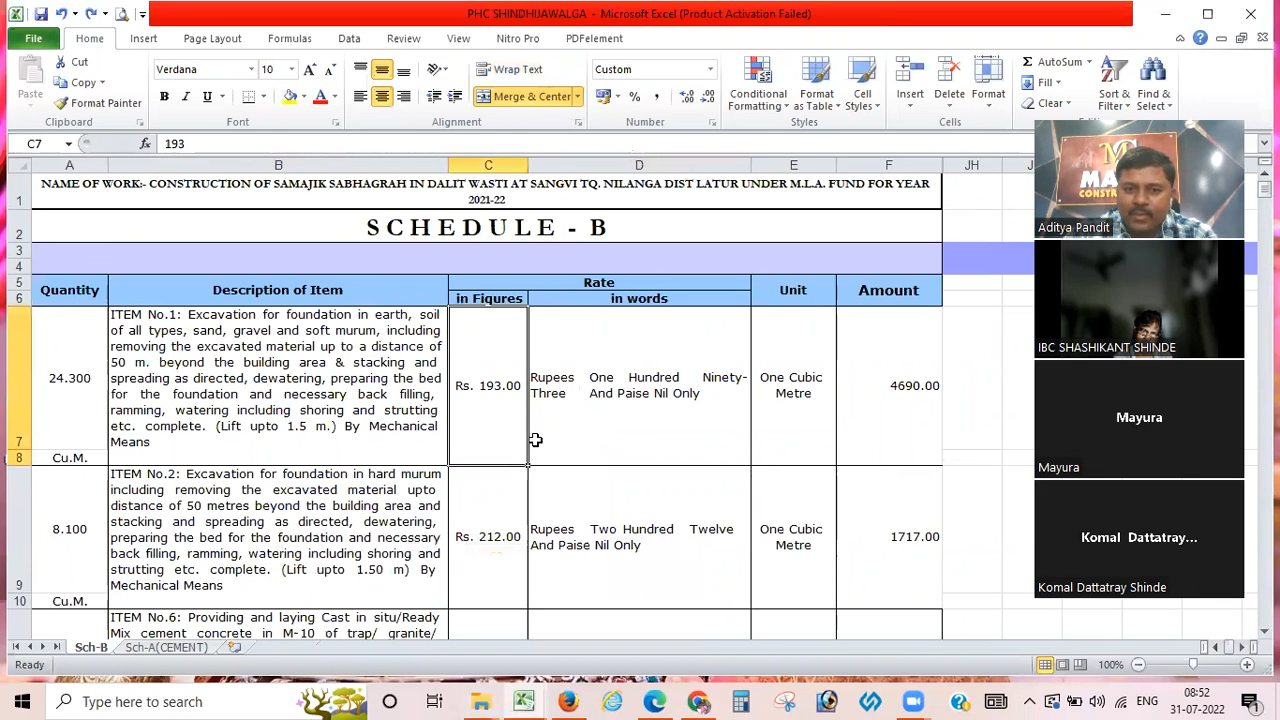 PHC SHINDHIJAWALGA - Microsoft Excel (Product Activation Failed)
File Home Insert Page Layout Formulas Data Review View Nitro Pro PDFelement
Paste
Cut
Copy
Format Painter
Clipboard
Verdana 10
B I U
Font
Wrap Text
Merge & Center
Alignment
Custom
Number
Conditional Formatting
Format as Table
Cell Styles
Styles
Insert Delete Format
Cells
AutoSum
Fill
Clear
Sort & Filter
Find & Select
C7 fx 193
A B C D E F JH
1 NAME OF WORK:- CONSTRUCTION OF SAMAJIK SABHAGRAH IN DALIT WASTI AT SANGVI TQ. NILANGA DIST LATUR UNDER M.L.A. FUND FOR YEAR
2021-22
2 SCHEDULE - B
3
4
5 Quantity Description of Item Rate Unit Amount
6 in Figures in words
ITEM No.1: Excavation for foundation in earth, soil
of all types, sand, gravel and soft murum, including
removing the excavated material up to a distance of
50 m. beyond the building area & stacking and
spreading as directed, dewatering, preparing the bed
for the foundation and necessary back filling,
ramming, watering including shoring and strutting
etc. complete. (Lift upto 1.5 m.) By Mechanical
Means
7
24.300
Rs. 193.00
Rupees One Hundred Ninety-
Three And Paise Nil Only
One Cubic
Metre
4690.00
8 Cu.M.
ITEM No.2: Excavation for foundation in hard murum
including removing the excavated material upto
distance of 50 metres beyond the building area and
stacking and spreading as directed, dewatering,
preparing the bed for the foundation and necessary
back filling, ramming, watering including shoring and
strutting etc. complete. (Lift upto 1.50 m) By
Mechanical Means
9
8.100
Rs. 212.00
Rupees Two Hundred Twelve
And Paise Nil Only
One Cubic
Metre
1717.00
10 Cu.M.
ITEM No.6: Providing and laying Cast in situ/Ready
Mix cement concrete in M-10 of trap/ granite/
Sch-B Sch-A(CEMENT)
Ready
100%
Aditya Pandit
IBC SHASHIKANT SHINDE
Mayura
Mayura
Komal Dattatray...
Komal Dattatray Shinde
Type here to search
ENG
08:52
31-07-2022
1